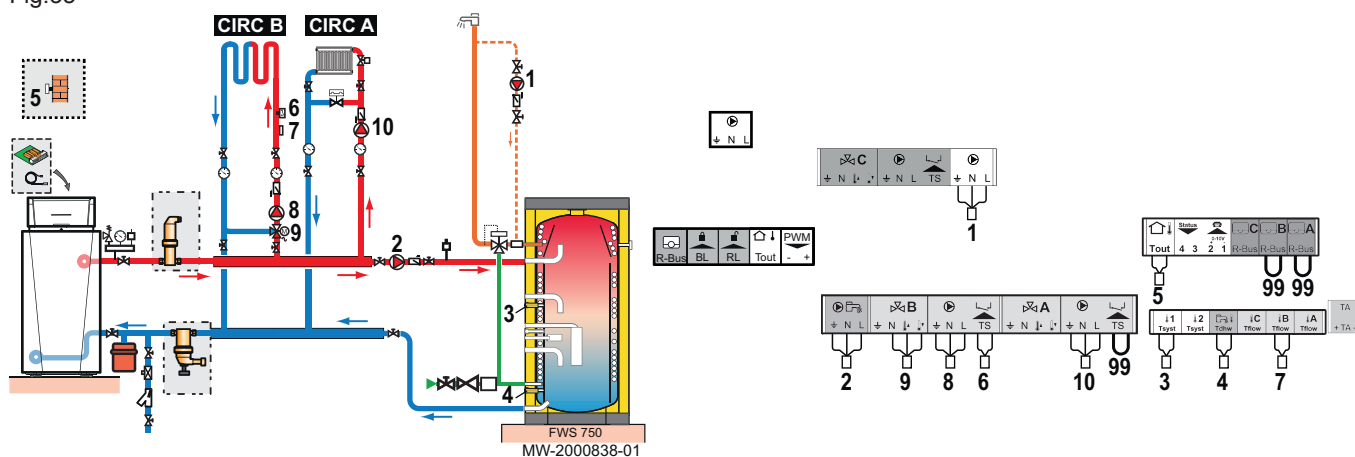 CIRC B CIRC A
5
6
7
8
9
10
1
2
3
4
FWS 750
MW-2000838-01
N L
R-Bus BL RL Tout PWM
- +
C
N N L TS N L
1
Tout Status 4 3 0-10V 2 1 C R-Bus B R-Bus A R-Bus
5 99 99
B A
N L N N L TS N N L TS
2 9 8 6 10 99
1 2 C B A
Tsyst Tsyst Tdhw Tflow Tflow Tflow
3 4 7
TA
+ TA -